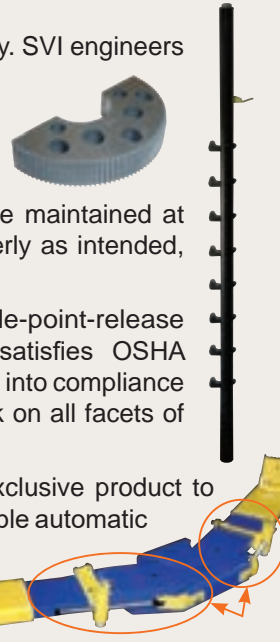 y. SVI engineers
e maintained at
erly as intended,
le-point-release
satisfies OSHA
into compliance
k on all facets of
xclusive product to
ble automatic